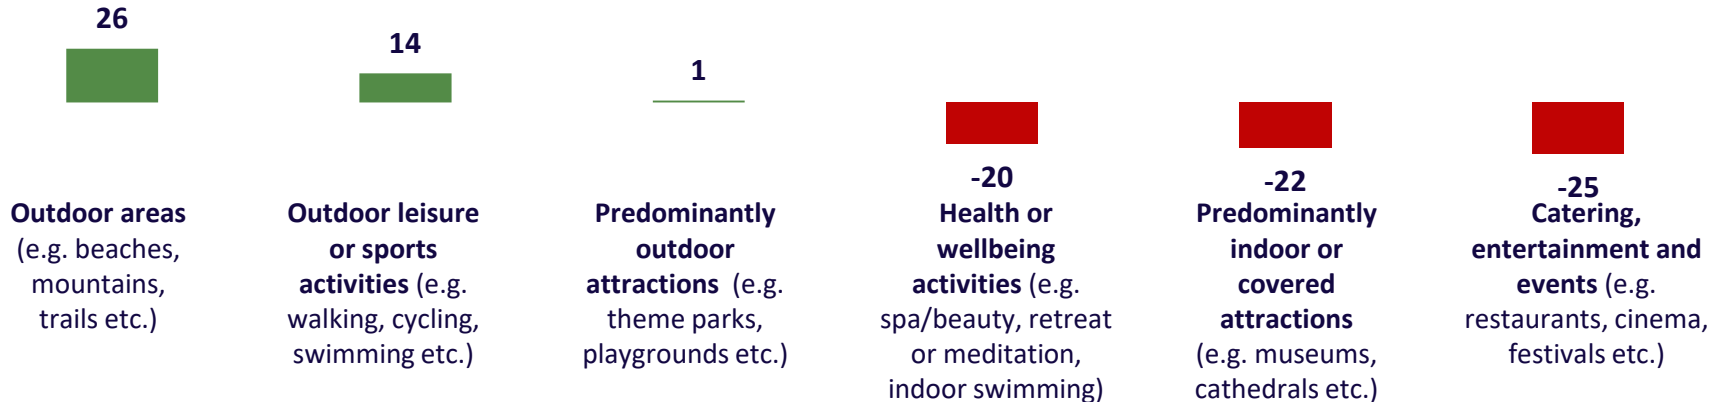 26
Outdoor areas
(e.g. beaches,
mountains,
trails etc.)
14
Outdoor leisure
or sports
activities (e.g.
walking, cycling,
swimming etc.)
1
Predominantly
outdoor
attractions (e.g.
theme parks,
playgrounds etc.)
-20
Health or
wellbeing
activities (e.g.
spa/beauty, retreat
or meditation,
indoor swimming)
-22
Predominantly
indoor or
covered
attractions
(e.g. museums,
cathedrals etc.)
-25
Catering,
entertainment and
events (e.g.
restaurants, cinema,
festivals etc.)